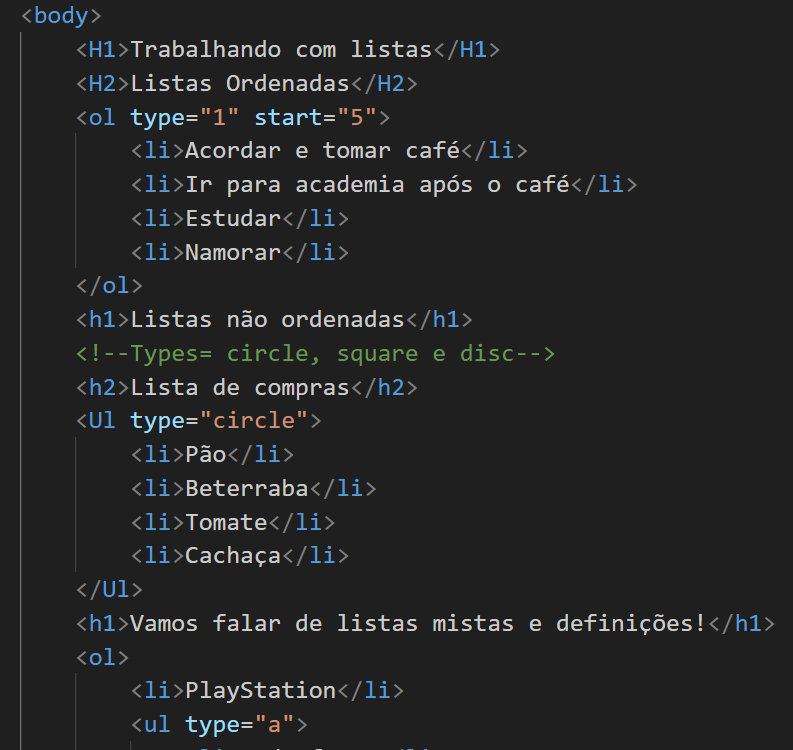 <body>
<H1>Trabalhando com listas</H1>
<H2>Listas Ordenadas</H2>
<ol type="1" start="5">
<li>Acordar e tomar café</li>
<li>Ir para academia após o café</li>
<li>Estudar</li>
<li>Namorar</li>
</ol>
<h1>Listas não ordenadas</h1>
<!--Types= circle, square e disc-->
<h2>Lista de compras</h2>
<Ul type="circle">
<li>Pão</li>
<li>Beterraba</li>
<li>Tomate</li>
<li>Cachaça</li>
</Ul>
<h1>Vamos falar de listas mistas e definições!</h1>
<ol>
<li>PlayStation</li>
<ul type="a">